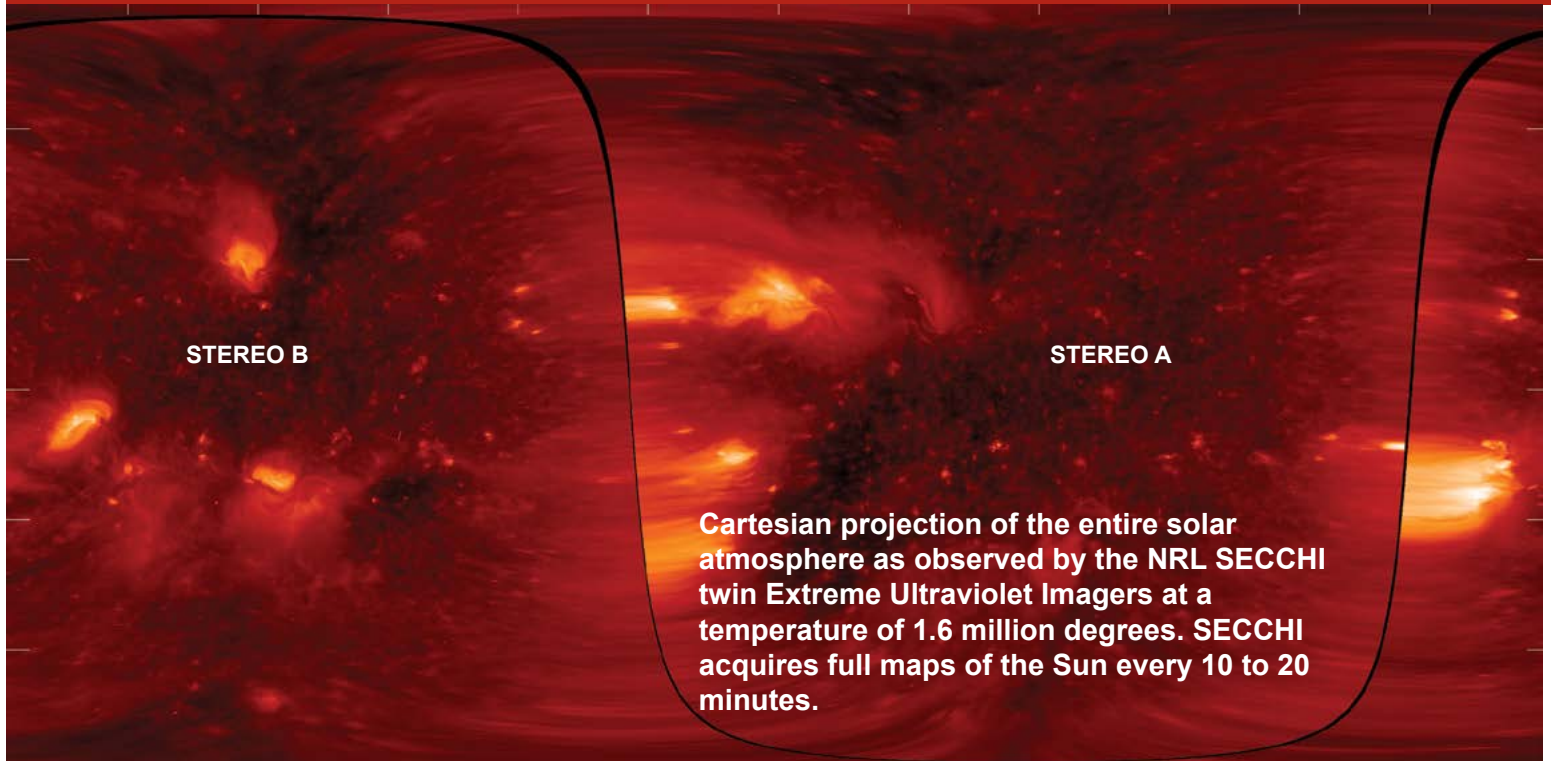 STEREO B
STEREO A
Cartesian projection of the entire solar
atmosphere as observed by the NRL SECCHI
twin Extreme Ultraviolet Imagers at a
temperature of 1.6 million degrees. SECCHI
acquires full maps of the Sun every 10 to 20
minutes.